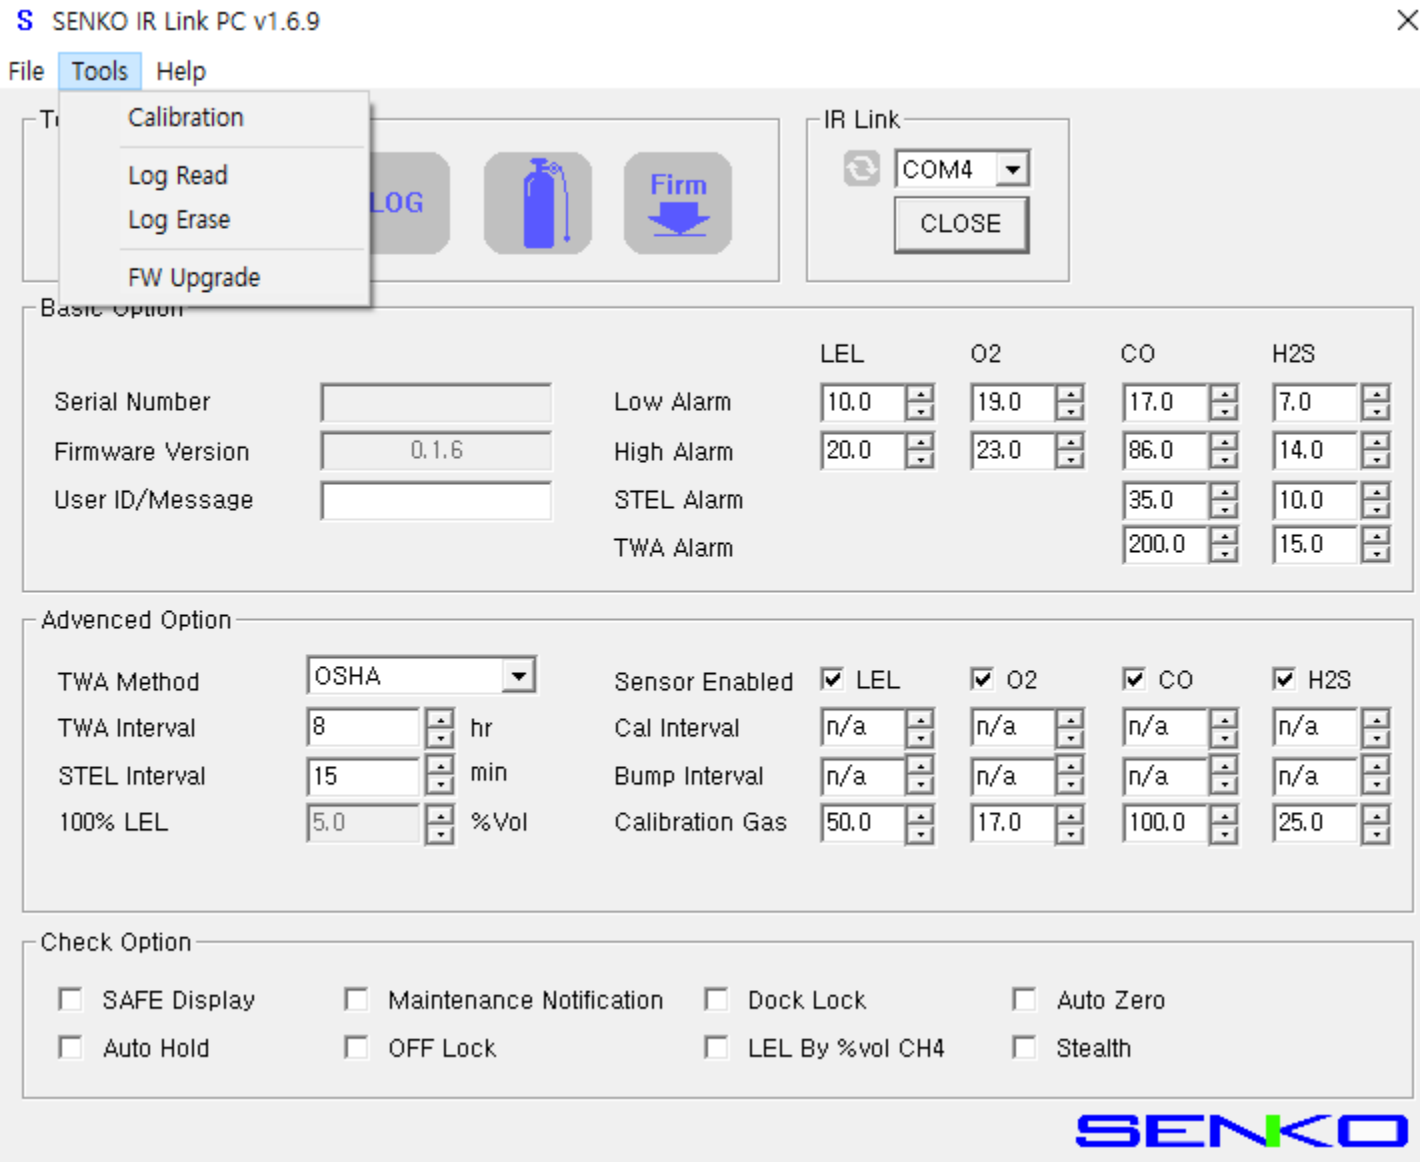 S SENKO IR Link PC v1.6.9
File Tools Help
Calibration
Log Read
Log Erase
FW Upgrade
LOG
Firm
IR Link
COM4
CLOSE
Basic Option
LEL O2 CO H2S
Serial Number
Low Alarm 10.0 19.0 17.0 7.0
Firmware Version 0.1.6
High Alarm 20.0 23.0 86.0 14.0
User ID/Message
STEL Alarm 35.0 10.0
TWA Alarm 200.0 15.0
Advenced Option
TWA Method OSHA
Sensor Enabled LEL O2 CO H2S
TWA Interval 8 hr
Cal Interval n/a n/a n/a n/a
STEL Interval 15 min
Bump Interval n/a n/a n/a n/a
100% LEL 5.0 %Vol
Calibration Gas 50.0 17.0 100.0 25.0
Check Option
SAFE Display Maintenance Notification Dock Lock Auto Zero
Auto Hold OFF Lock LEL By %vol CH4 Stealth
SENKO